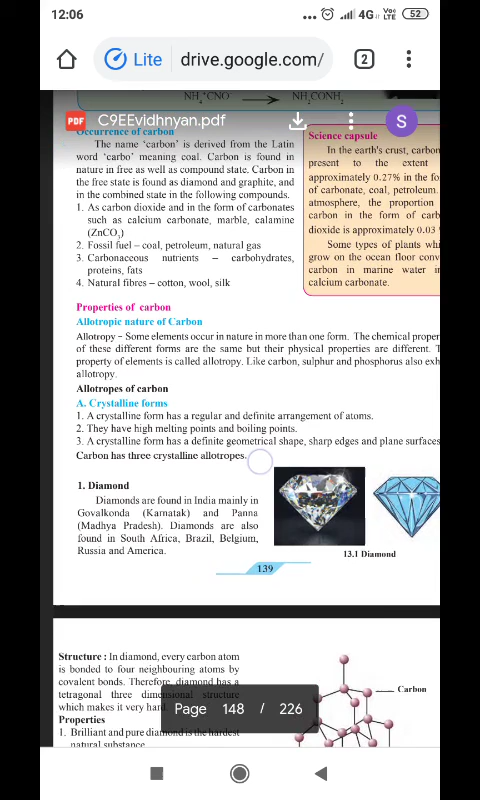 12:06
... 4G Vo LTE 52
Lite drive.google.com/ 2
NH4+CNO- → NH2CONH2
PDF C9EEvidhnyan.pdf S
Occurrence of carbon
The name 'carbon' is derived from the Latin
word 'carbo' meaning coal. Carbon is found in
nature in free as well as compound state. Carbon in
the free state is found as diamond and graphite, and
in the combined state in the following compounds.
1. As carbon dioxide and in the form of carbonates
such as calcium carbonate, marble, calamine
(ZnCO3)
2. Fossil fuel – coal, petroleum, natural gas
3. Carbonaceous nutrients – carbohydrates,
proteins, fats
4. Natural fibres – cotton, wool, silk
Science capsule
In the earth's crust, carbon
present to the extent
approximately 0.27% in the fo
of carbonate, coal, petroleum.
atmosphere, the proportion
carbon in the form of carb
dioxide is approximately 0.03
Some types of plants whi
grow on the ocean floor conv
carbon in marine water in
calcium carbonate.
Properties of carbon
Allotropic nature of Carbon
Allotropy – Some elements occur in nature in more than one form. The chemical proper
of these different forms are the same but their physical properties are different. T
property of elements is called allotropy. Like carbon, sulphur and phosphorus also exh
allotropy.
Allotropes of carbon
A. Crystalline forms
1. A crystalline form has a regular and definite arrangement of atoms.
2. They have high melting points and boiling points.
3. A crystalline form has a definite geometrical shape, sharp edges and plane surfaces
Carbon has three crystalline allotropes.
1. Diamond
Diamonds are found in India mainly in
Govalkonda (Karnatak) and Panna
(Madhya Pradesh). Diamonds are also
found in South Africa, Brazil, Belgium,
Russia and America.
13.1 Diamond
139
Structure : In diamond, every carbon atom
is bonded to four neighbouring atoms by
covalent bonds. Therefore, diamond has a
tetragonal three dimensional structure
which makes it very hard.
Properties
1. Brilliant and pure diamond is the hardest
natural substance
Carbon
Page 148 / 226